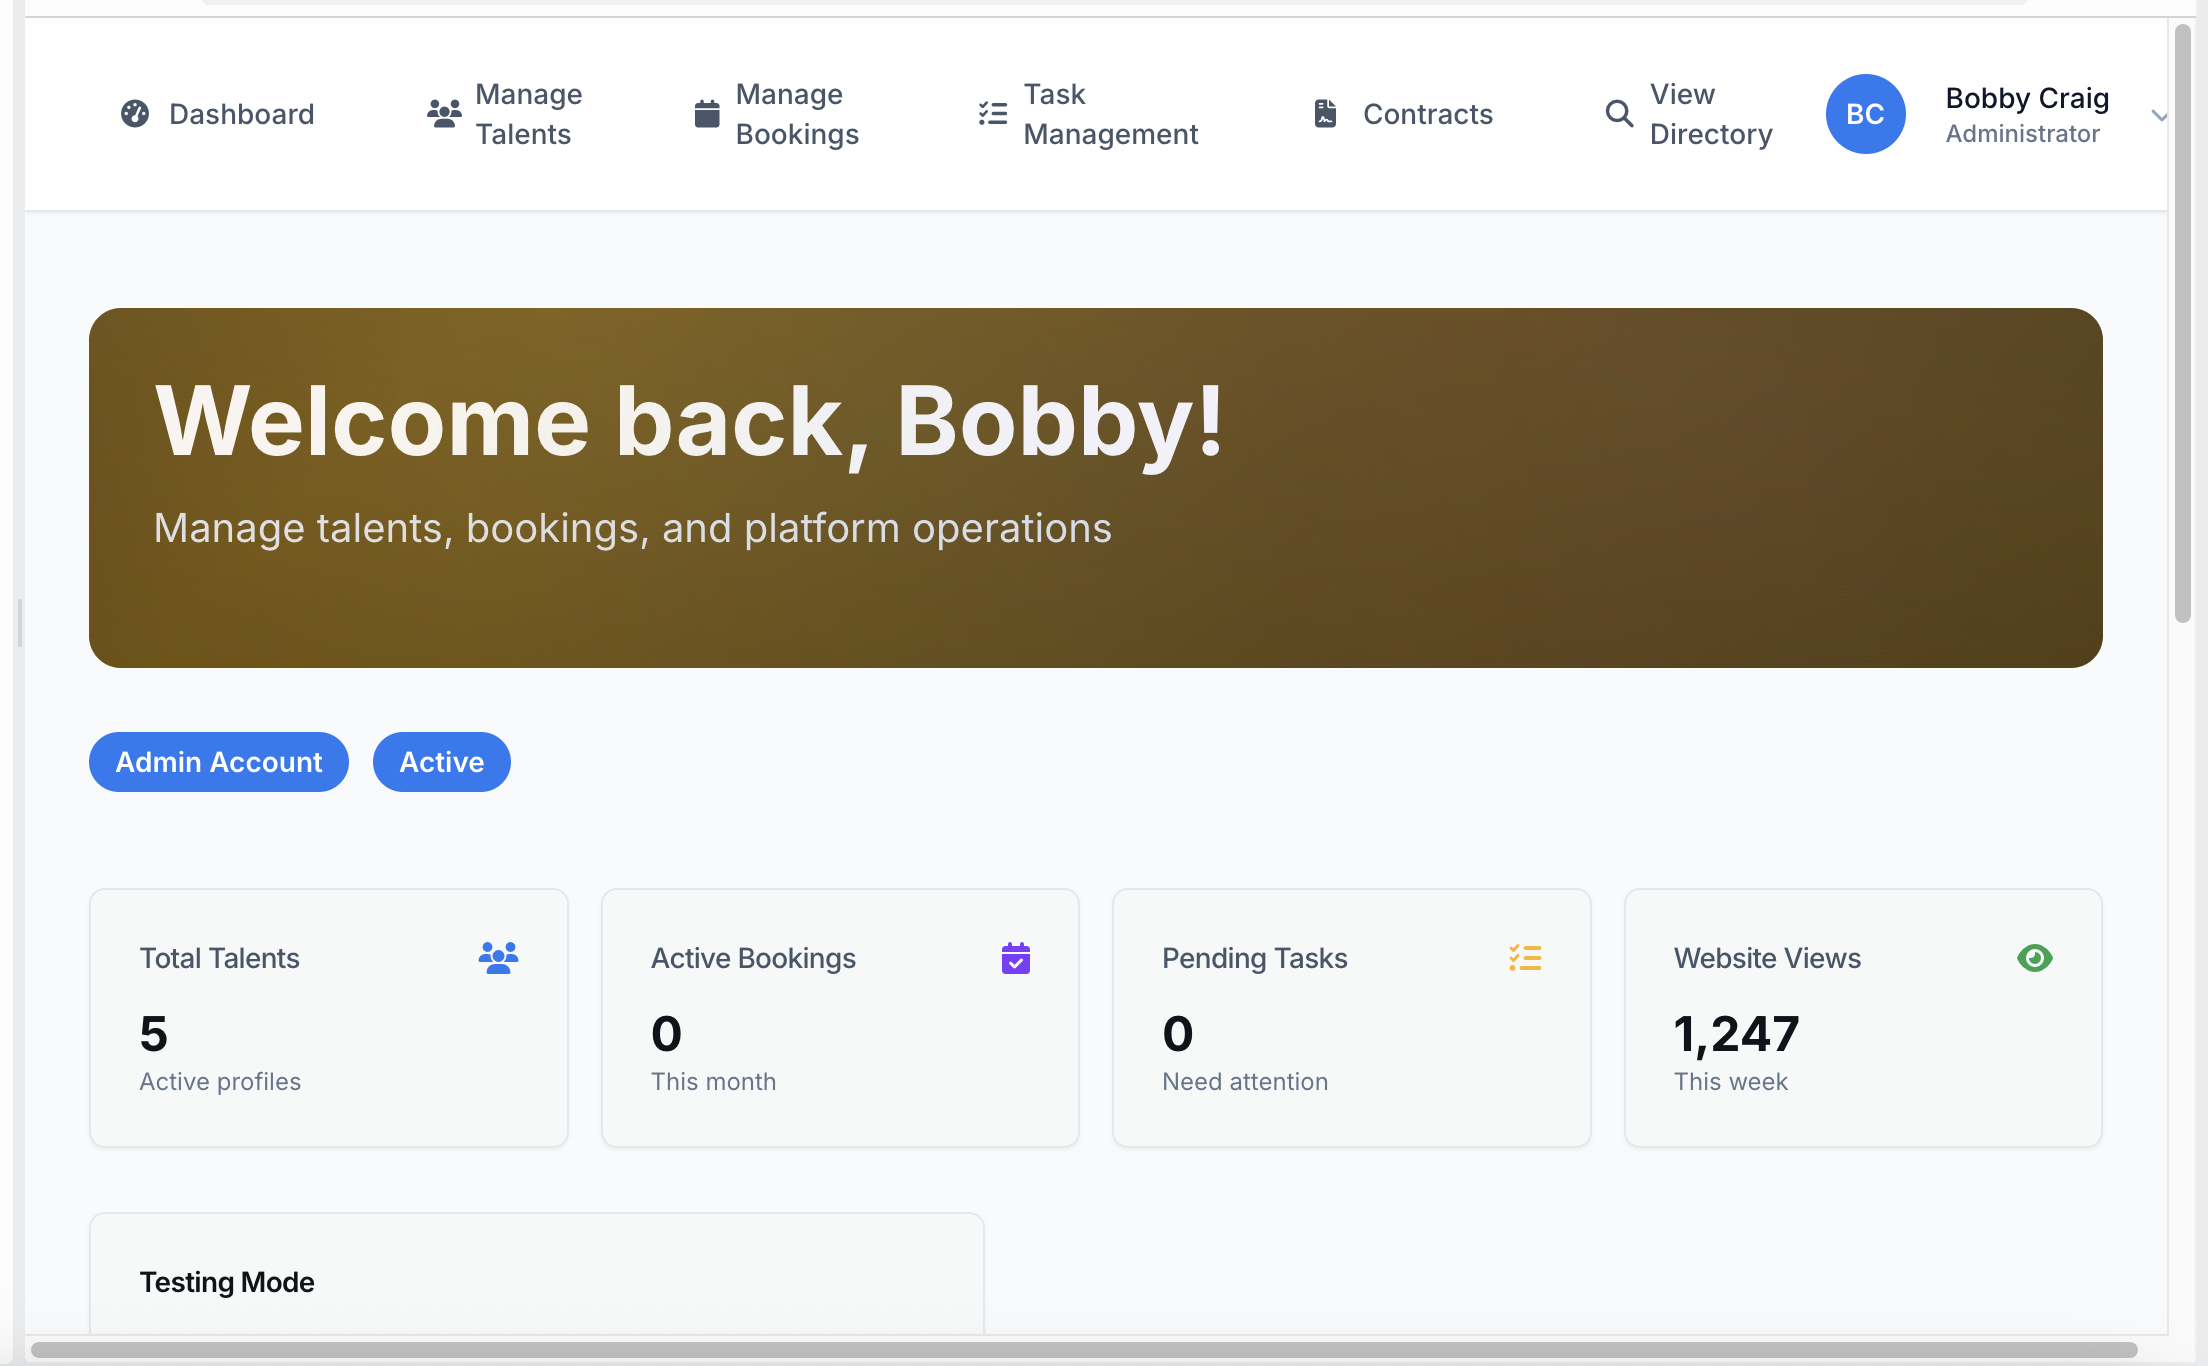 Dashboard
Manage
Talents
Manage
Bookings
Task
Management
Contracts
View
Directory
BC
Bobby Craig
Administrator
Welcome back, Bobby!
Manage talents, bookings, and platform operations
Admin Account
Active
Total Talents
5
Active profiles
Active Bookings
0
This month
Pending Tasks
0
Need attention
Website Views
1,247
This week
Testing Mode